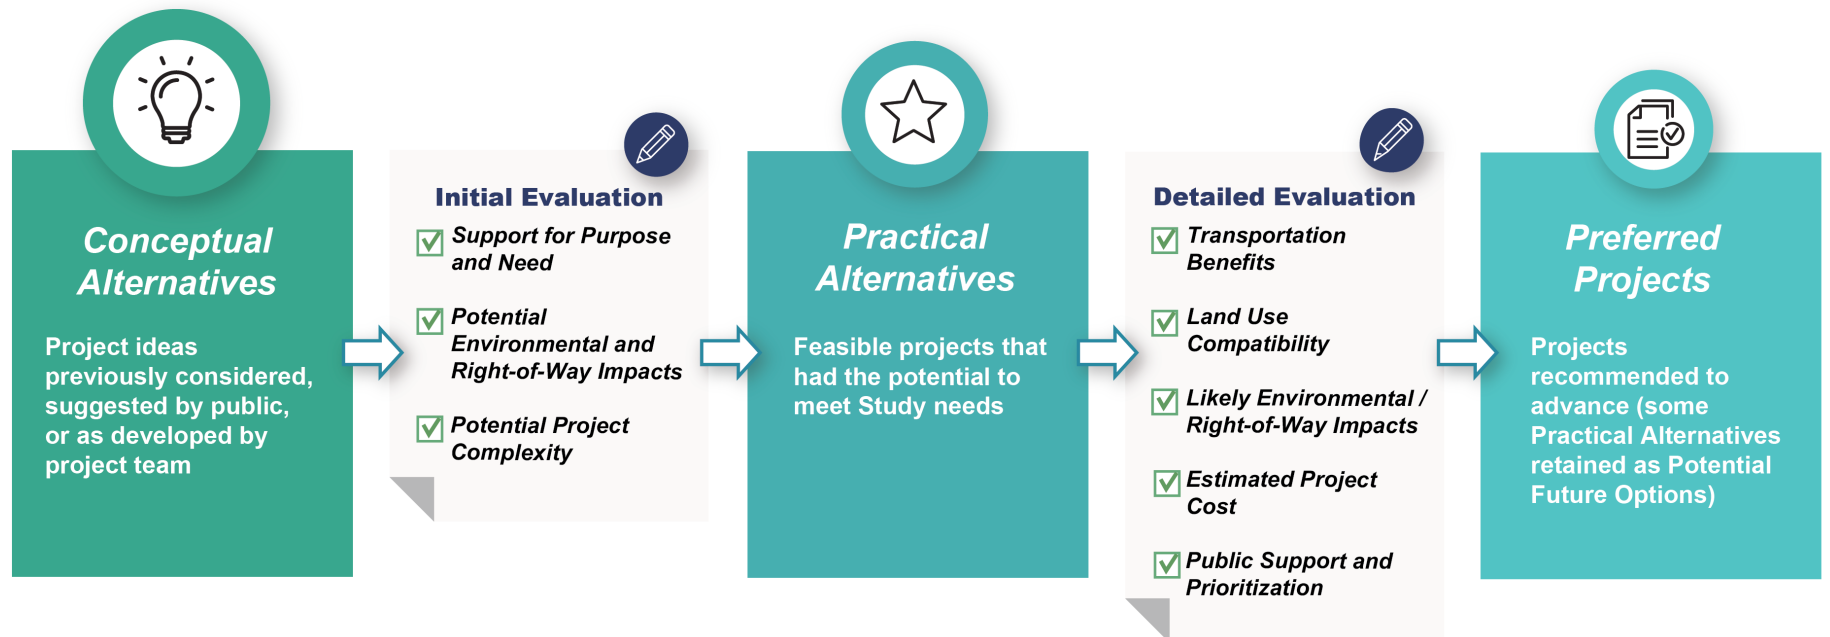 Conceptual
Alternatives
Project ideas
previously considered,
suggested by public,
or as developed by
project team
Initial Evaluation
Support for Purpose
and Need
Potential
Environmental and
Right-of-Way Impacts
Potential Project
Complexity
Practical
Alternatives
Feasible projects that
had the potential to
meet Study needs
Detailed Evaluation
Transportation
Benefits
Land Use
Compatibility
Likely Environmental /
Right-of-Way Impacts
Estimated Project
Cost
Public Support and
Prioritization
Preferred
Projects
Projects
recommended to
advance (some
Practical Alternatives
retained as Potential
Future Options)